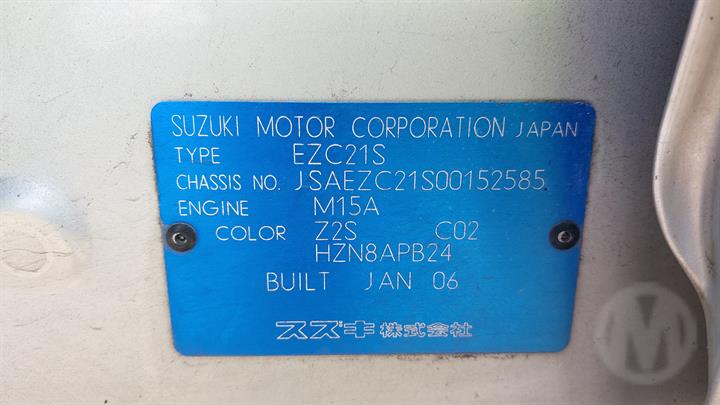 SUZUKI MOTOR CORPORATION JAPAN
TYPE EZC21S
CHASSIS NO. JSAEZC21S00152585
ENGINE M15A
COLOR Z2S C02
HZN8APB24
BUILT JAN 06
スズキ株式会社
M